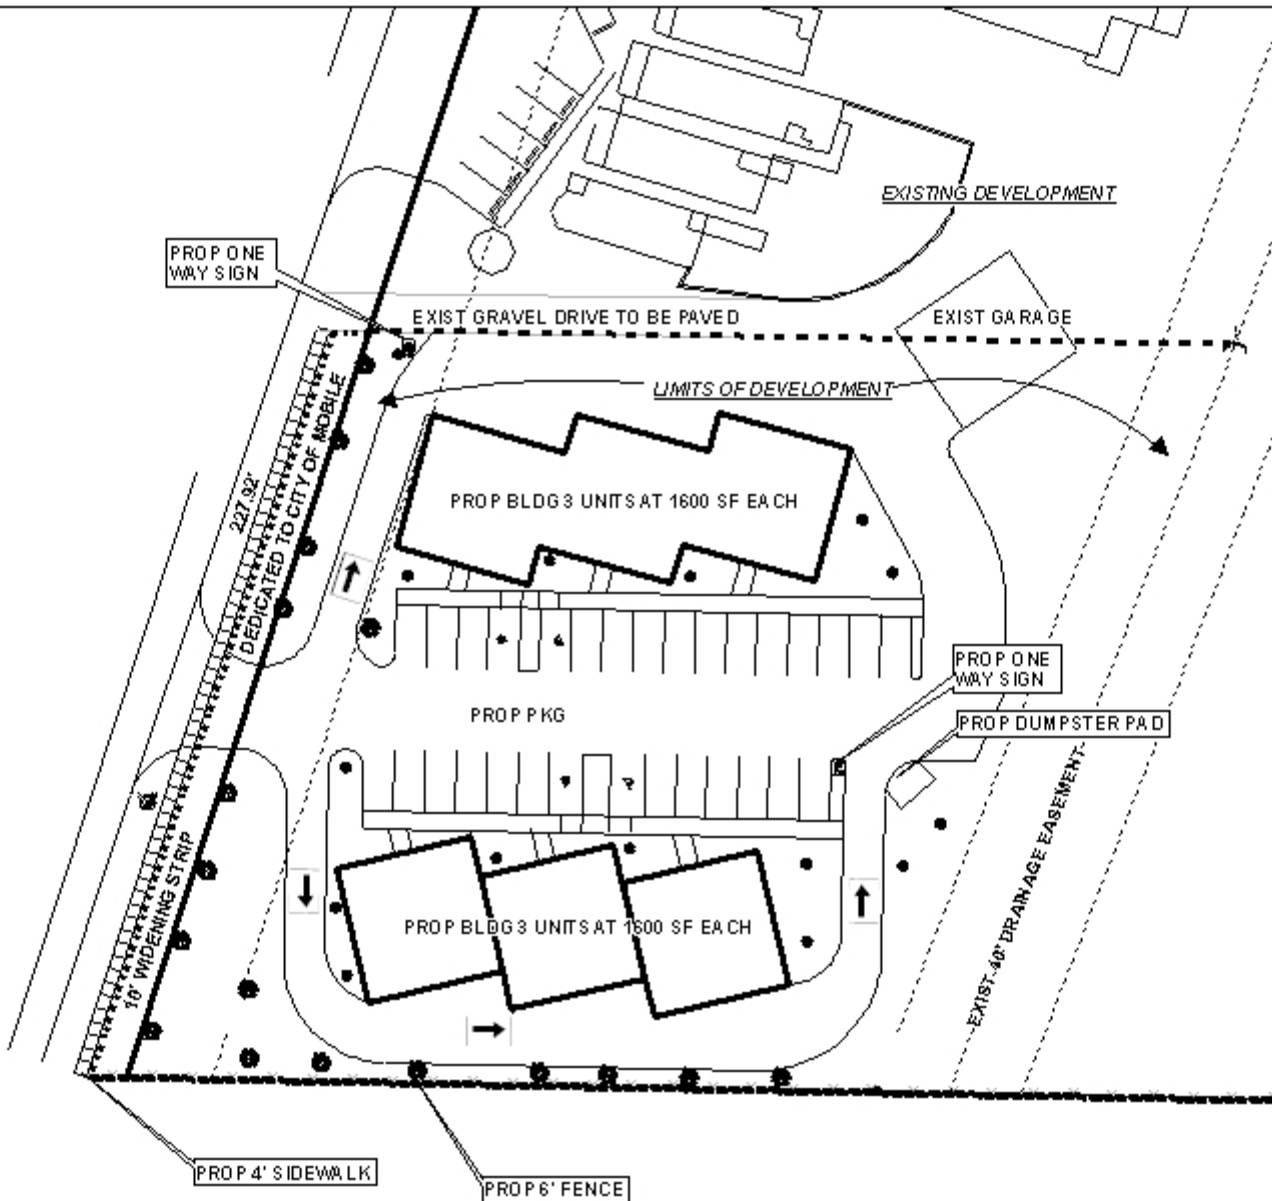 EXISTING DEVELOPMENT
PROP ONE
WAY SIGN
EXIST GRAVEL DRIVE TO BE PAVED
EXIST GARAGE
LIMITS OF DEVELOPMENT
227.92'
DEDICATED TO CITY OF MOBILE
PROP BLDG 3 UNITS AT 1600 SF EACH
PROP ONE
WAY SIGN
PROP PKG
PROP DUMPSTER PAD
10' WIDENING STRIP
EXIST 40' DRAINAGE EASEMENT
PROP BLDG 3 UNITS AT 1600 SF EACH
PROP 4' SIDEWALK
PROP 6' FENCE